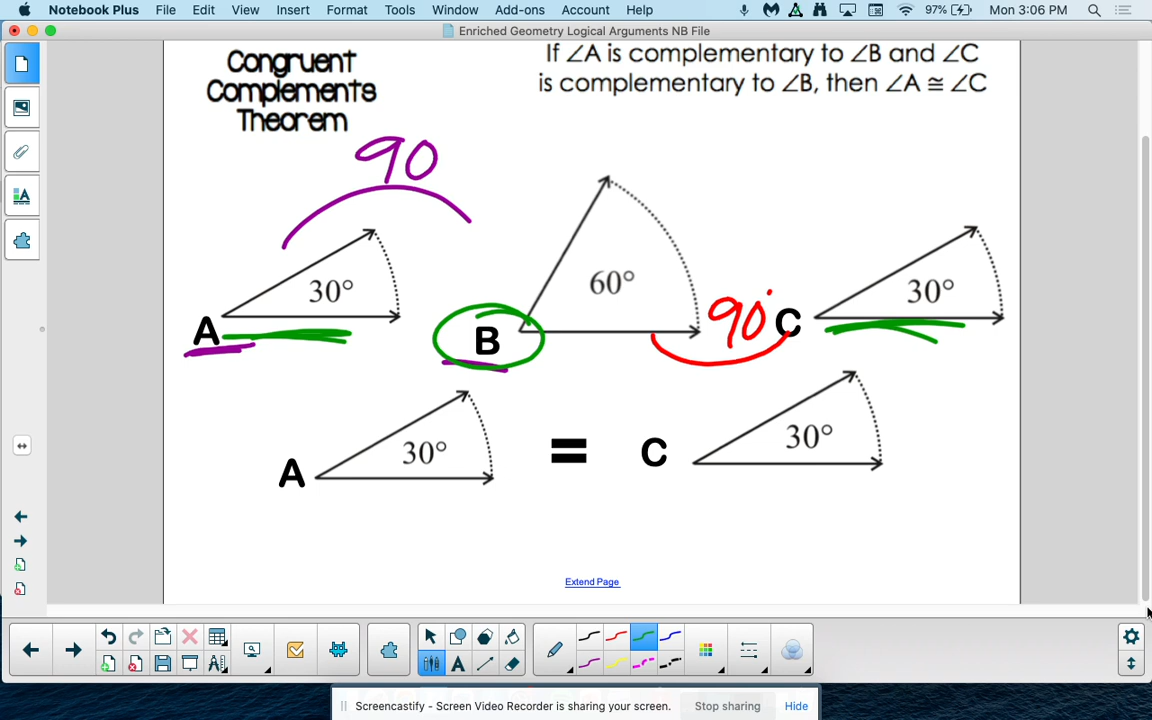 Notebook Plus File Edit View Insert Format Tools Window Add-ons Account Help 97% Mon 3:06 PM
Enriched Geometry Logical Arguments NB File
Congruent
Complements
Theorem
If ∠A is complementary to ∠B and ∠C
is complementary to ∠B, then ∠A ≅ ∠C
90
30°
60°
30°
A
B
90°
C
30°
=
30°
A
C
Extend Page
Screencastify - Screen Video Recorder is sharing your screen. Stop sharing Hide